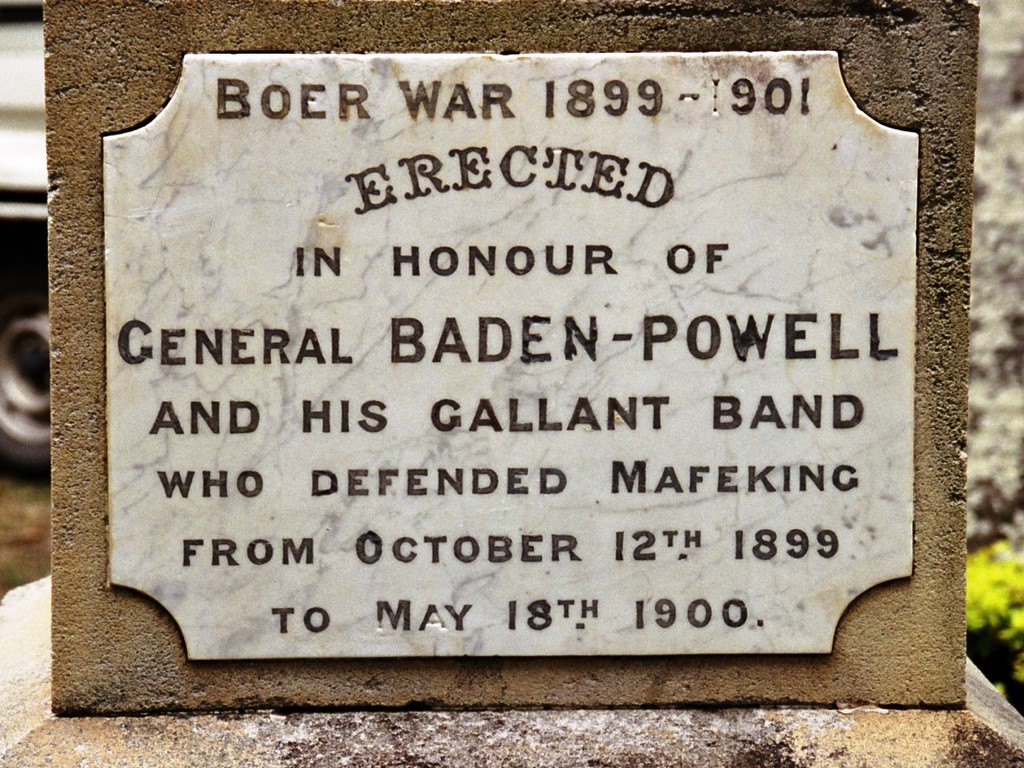 BOER WAR 1899-1901
ERECTED
IN HONOUR OF
GENERAL BADEN-POWELL
AND HIS GALLANT BAND
WHO DEFENDED MAFEKING
FROM OCTOBER 12TH 1899
TO MAY 18TH 1900.